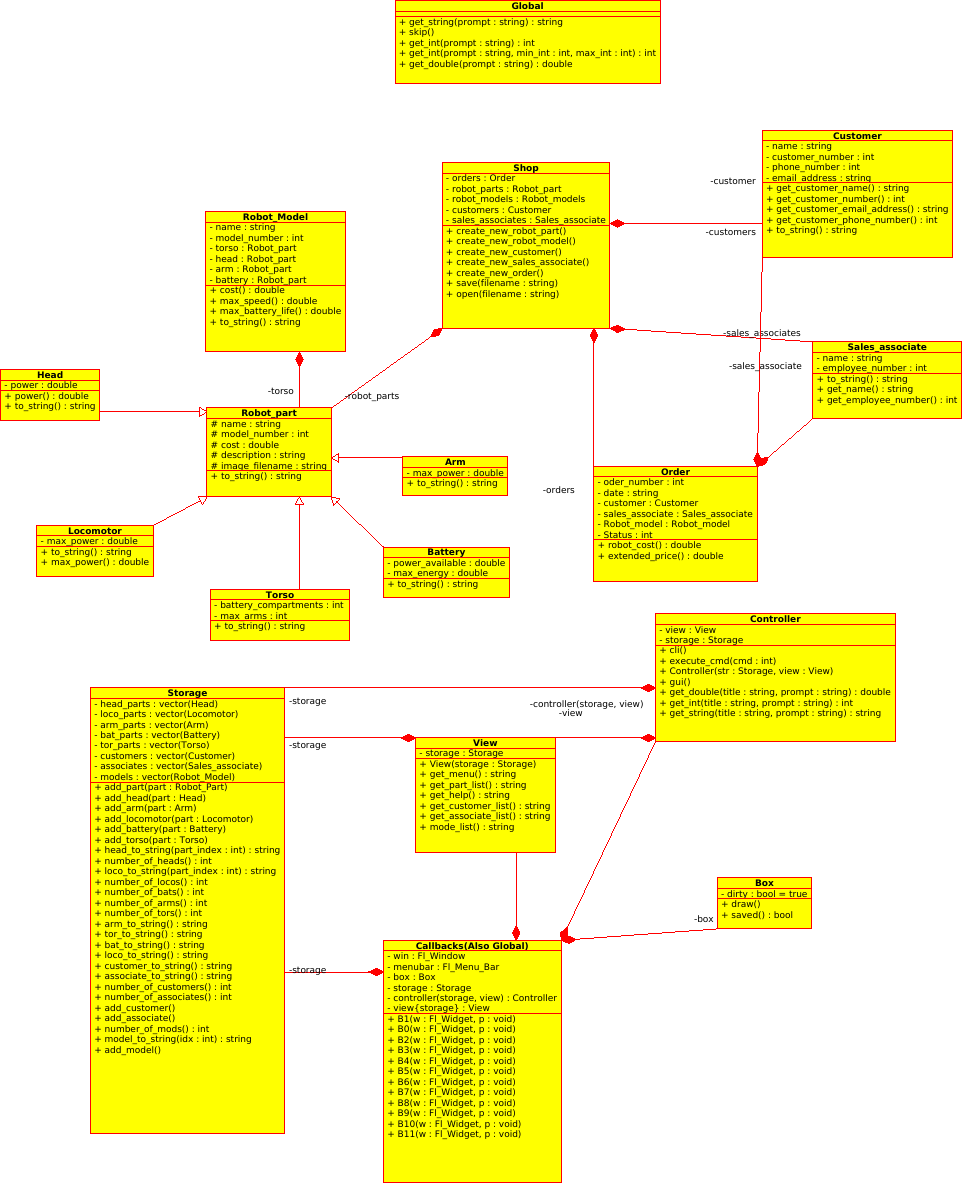 Global
+ get_string(prompt : string) : string
+ skip()
+ get_int(prompt : string) : int
+ get_int(prompt : string, min_int : int, max_int : int) : int
+ get_double(prompt : string) : double
Customer
- name : string
- customer_number : int
- phone_number : int
- email_address : string
+ get_customer_name() : string
+ get_customer_number() : int
+ get_customer_email_address() : string
+ get_customer_phone_number() : int
+ to_string() : string
Shop
- orders : Order
- robot_parts : Robot_part
- robot_models : Robot_models
- customers : Customer
- sales_associates : Sales_associate
+ create_new_robot_part()
+ create_new_robot_model()
+ create_new_customer()
+ create_new_sales_associate()
+ create_new_order()
+ save(filename : string)
+ open(filename : string)
-customer
-customers
Robot_Model
- name : string
- model_number : int
- torso : Robot_part
- head : Robot_part
- arm : Robot_part
- battery : Robot_part
+ cost() : double
+ max_speed() : double
+ max_battery_life() : double
+ to_string() : string
-sales_associates
-sales_associate
Sales_associate
- name : string
- employee_number : int
+ to_string() : string
+ get_name() : string
+ get_employee_number() : int
Head
- power : double
+ power() : double
+ to_string() : string
-torso
-robot_parts
Robot_part
# name : string
# model_number : int
# cost : double
# description : string
# image_filename : string
+ to_string() : string
Arm
- max_power : double
+ to_string() : string
-orders
Order
- oder_number : int
- date : string
- customer : Customer
- sales_associate : Sales_associate
- Robot_model : Robot_model
- Status : int
+ robot_cost() : double
+ extended_price() : double
Locomotor
- max_power : double
+ to_string() : string
+ max_power() : double
Battery
- power_available : double
- max_energy : double
+ to_string() : string
Torso
- battery_compartments : int
- max_arms : int
+ to_string() : string
Controller
- view : View
- storage : Storage
+ cli()
+ execute_cmd(cmd : int)
+ Controller(str : Storage, view : View)
+ gui()
+ get_double(title : string, prompt : string) : double
+ get_int(title : string, prompt : string) : int
+ get_string(title : string, prompt : string) : string
Storage
- head_parts : vector(Head)
- loco_parts : vector(Locomotor)
- arm_parts : vector(Arm)
- bat_parts : vector(Battery)
- tor_parts : vector(Torso)
- customers : vector(Customer)
- associates : vector(Sales_associate)
- models : vector(Robot_Model)
+ add_part(part : Robot_Part)
+ add_head(part : Head)
+ add_arm(part : Arm)
+ add_locomotor(part : Locomotor)
+ add_battery(part : Battery)
+ add_torso(part : Torso)
+ head_to_string(part_index : int) : string
+ number_of_heads() : int
+ loco_to_string(part_index : int) : string
+ number_of_locos() : int
+ number_of_bats() : int
+ number_of_arms() : int
+ number_of_tors() : int
+ arm_to_string() : string
+ tor_to_string() : string
+ bat_to_string() : string
+ loco_to_string() : string
+ customer_to_string() : string
+ associate_to_string() : string
+ number_of_customers() : int
+ number_of_associates() : int
+ add_customer()
+ add_associate()
+ number_of_mods() : int
+ model_to_string(idx : int) : string
+ add_model()
-storage
-controller(storage, view)
-view
-storage
View
- storage : Storage
+ View(storage : Storage)
+ get_menu() : string
+ get_part_list() : string
+ get_help() : string
+ get_customer_list() : string
+ get_associate_list() : string
+ mode_list() : string
Box
- dirty : bool = true
+ draw()
+ saved() : bool
-box
-storage
Callbacks(Also Global)
- win : Fl_Window
- menubar : Fl_Menu_Bar
- box : Box
- storage : Storage
- controller(storage, view) : Controller
- view{storage} : View
+ B1(w : Fl_Widget, p : void)
+ B0(w : Fl_Widget, p : void)
+ B2(w : Fl_Widget, p : void)
+ B3(w : Fl_Widget, p : void)
+ B4(w : Fl_Widget, p : void)
+ B5(w : Fl_Widget, p : void)
+ B6(w : Fl_Widget, p : void)
+ B7(w : Fl_Widget, p : void)
+ B8(w : Fl_Widget, p : void)
+ B9(w : Fl_Widget, p : void)
+ B10(w : Fl_Widget, p : void)
+ B11(w : Fl_Widget, p : void)